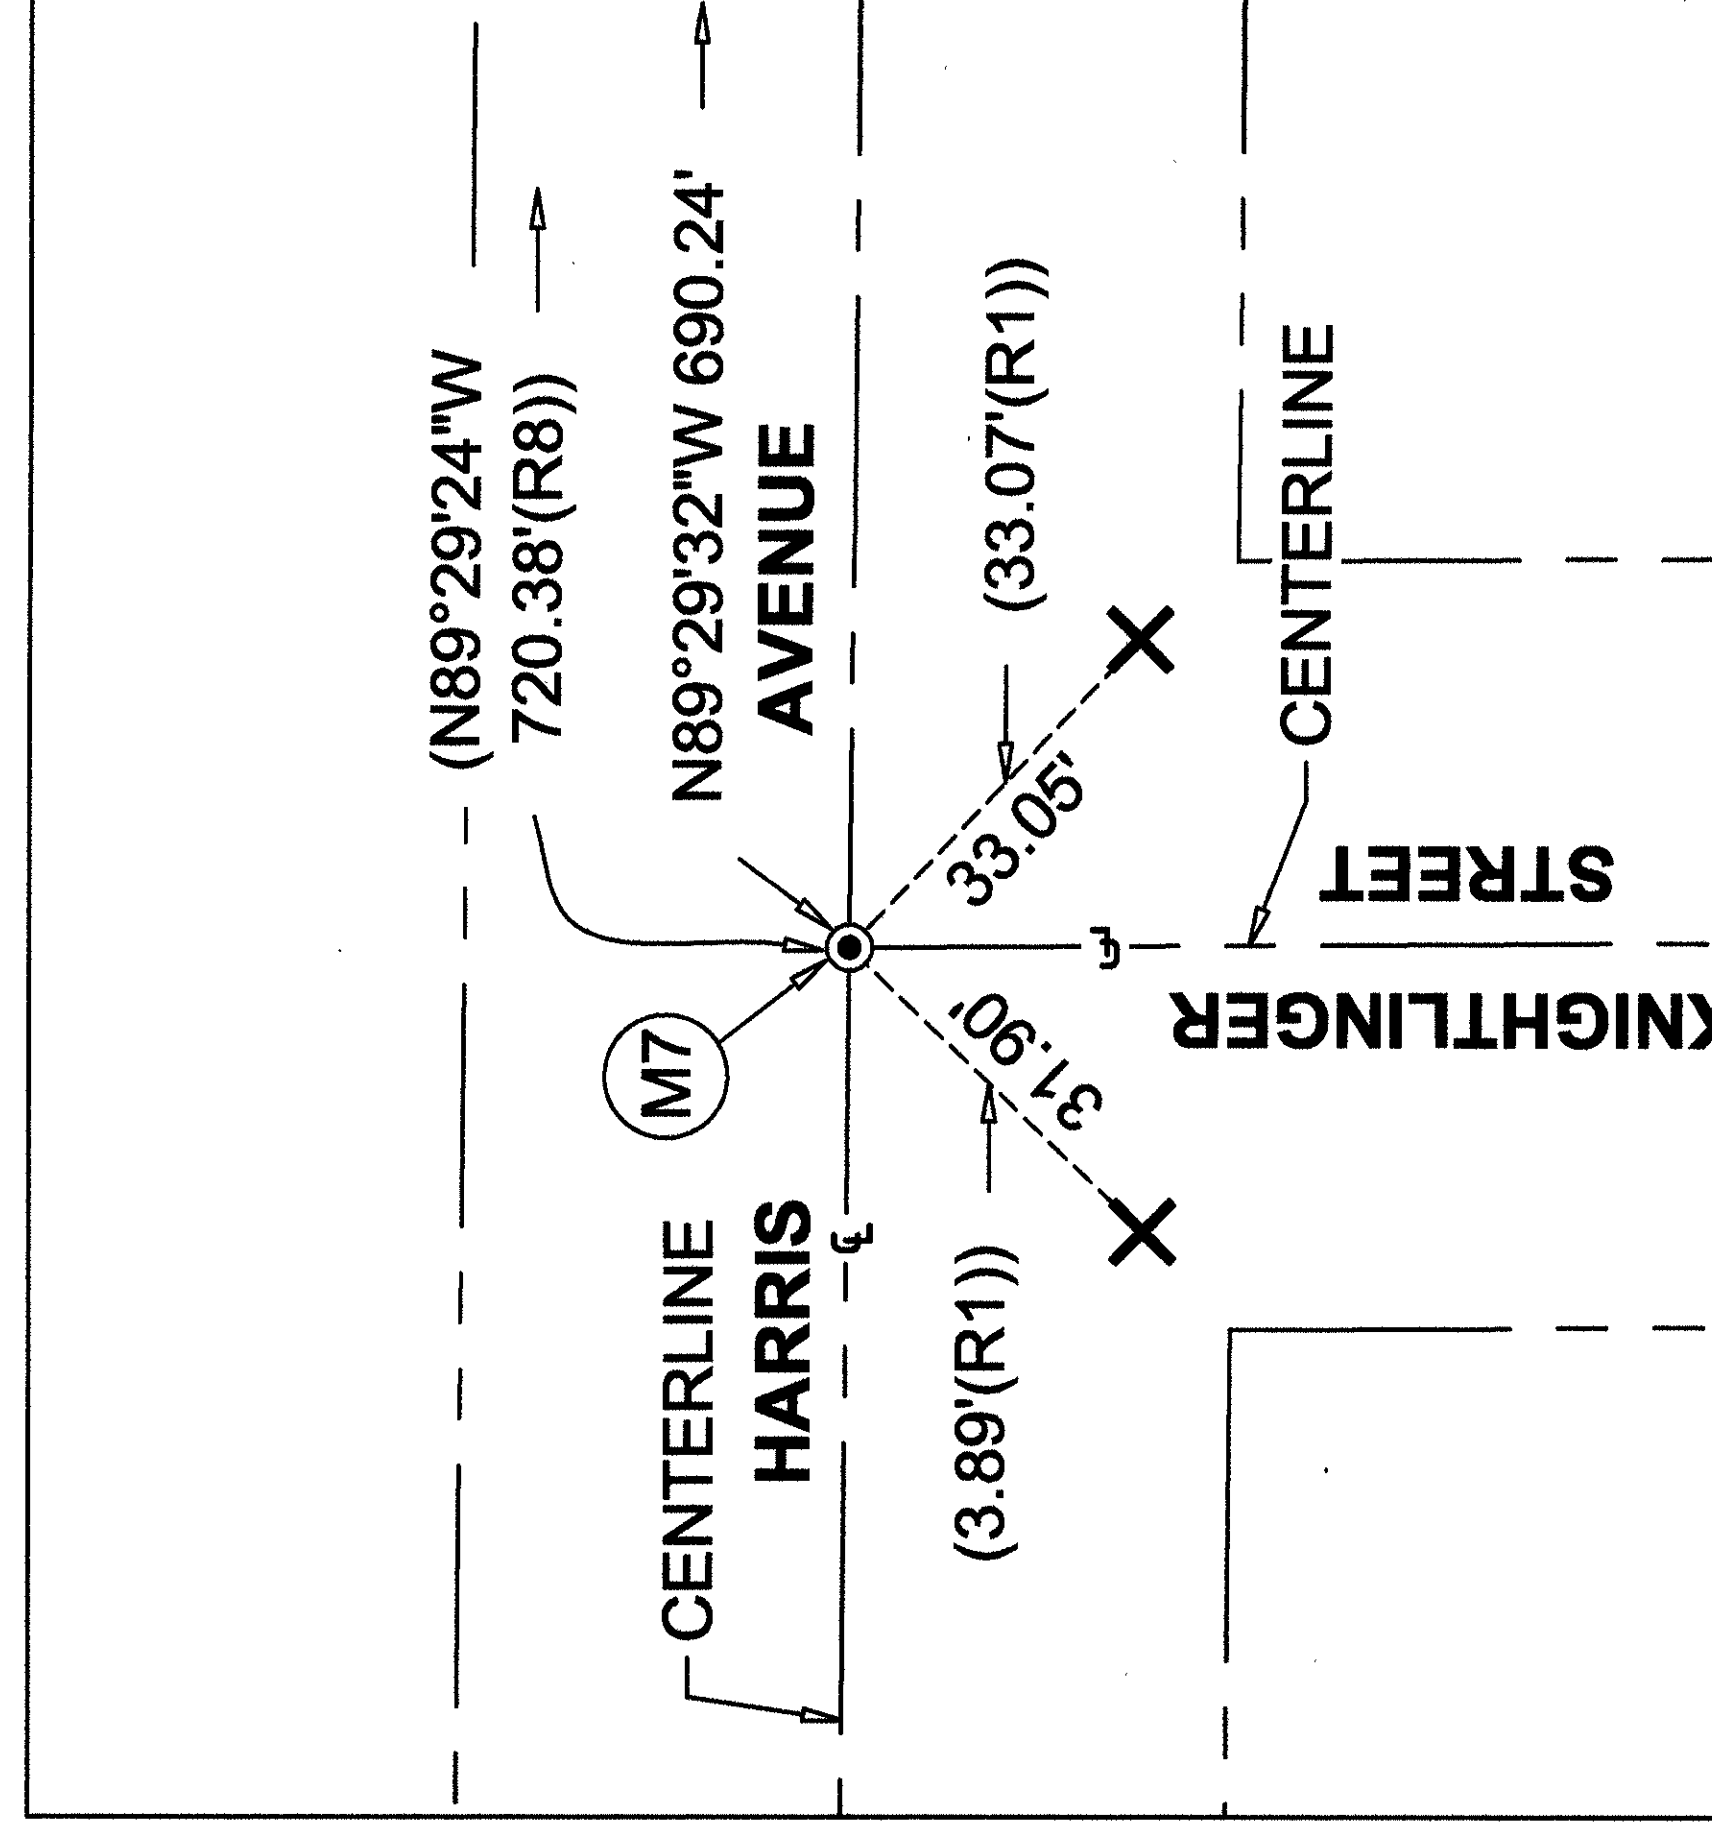 (N89°29'24"W
720.38'(R8))
N89°29'32"W 690.24'
M7
CENTERLINE
HARRIS AVENUE
33.05'
(33.07'(R1))
31.90'
(3.89'(R1))
CENTERLINE
KNIGHTLINGER STREET